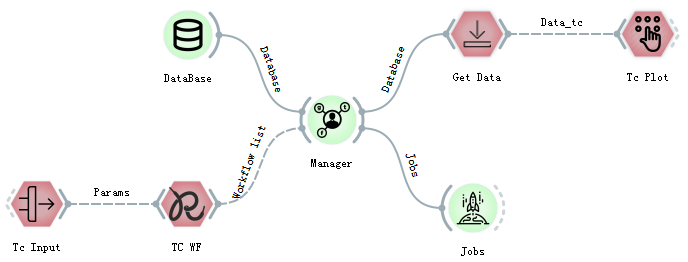 DataBase
Database
Database
Get Data
Data_tc
Tc Plot
Manager
Workflow list
Jobs
Tc Input
Params
TC WF
Jobs